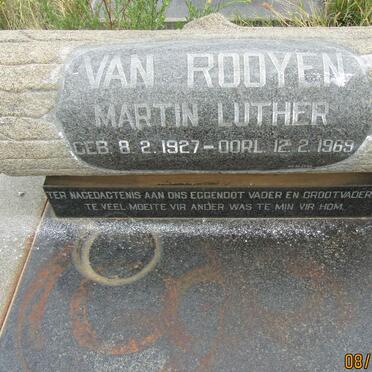 VAN ROOYEN
MARTIN LUTHER
GEB. 8.2.1927 - OORL. 12.2.1969
TER NAGEDAGTENIS AAN ONS EGGENOOT VADER EN GROOTVADER
TE VEEL MOEITE VIR ANDER WAS TE MIN VIR HOM.
08/